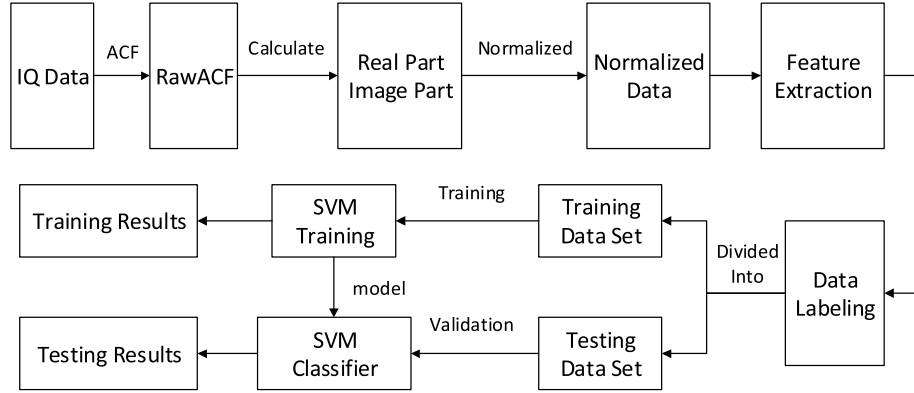 IQ Data
ACF
RawACF
Calculate
Real Part
Image Part
Normalized
Normalized
Data
Feature
Extraction
Training Results
SVM
Training
Training
Training
Data Set
Divided
Into
Data
Labeling
model
Testing Results
SVM
Classifier
Validation
Testing
Data Set